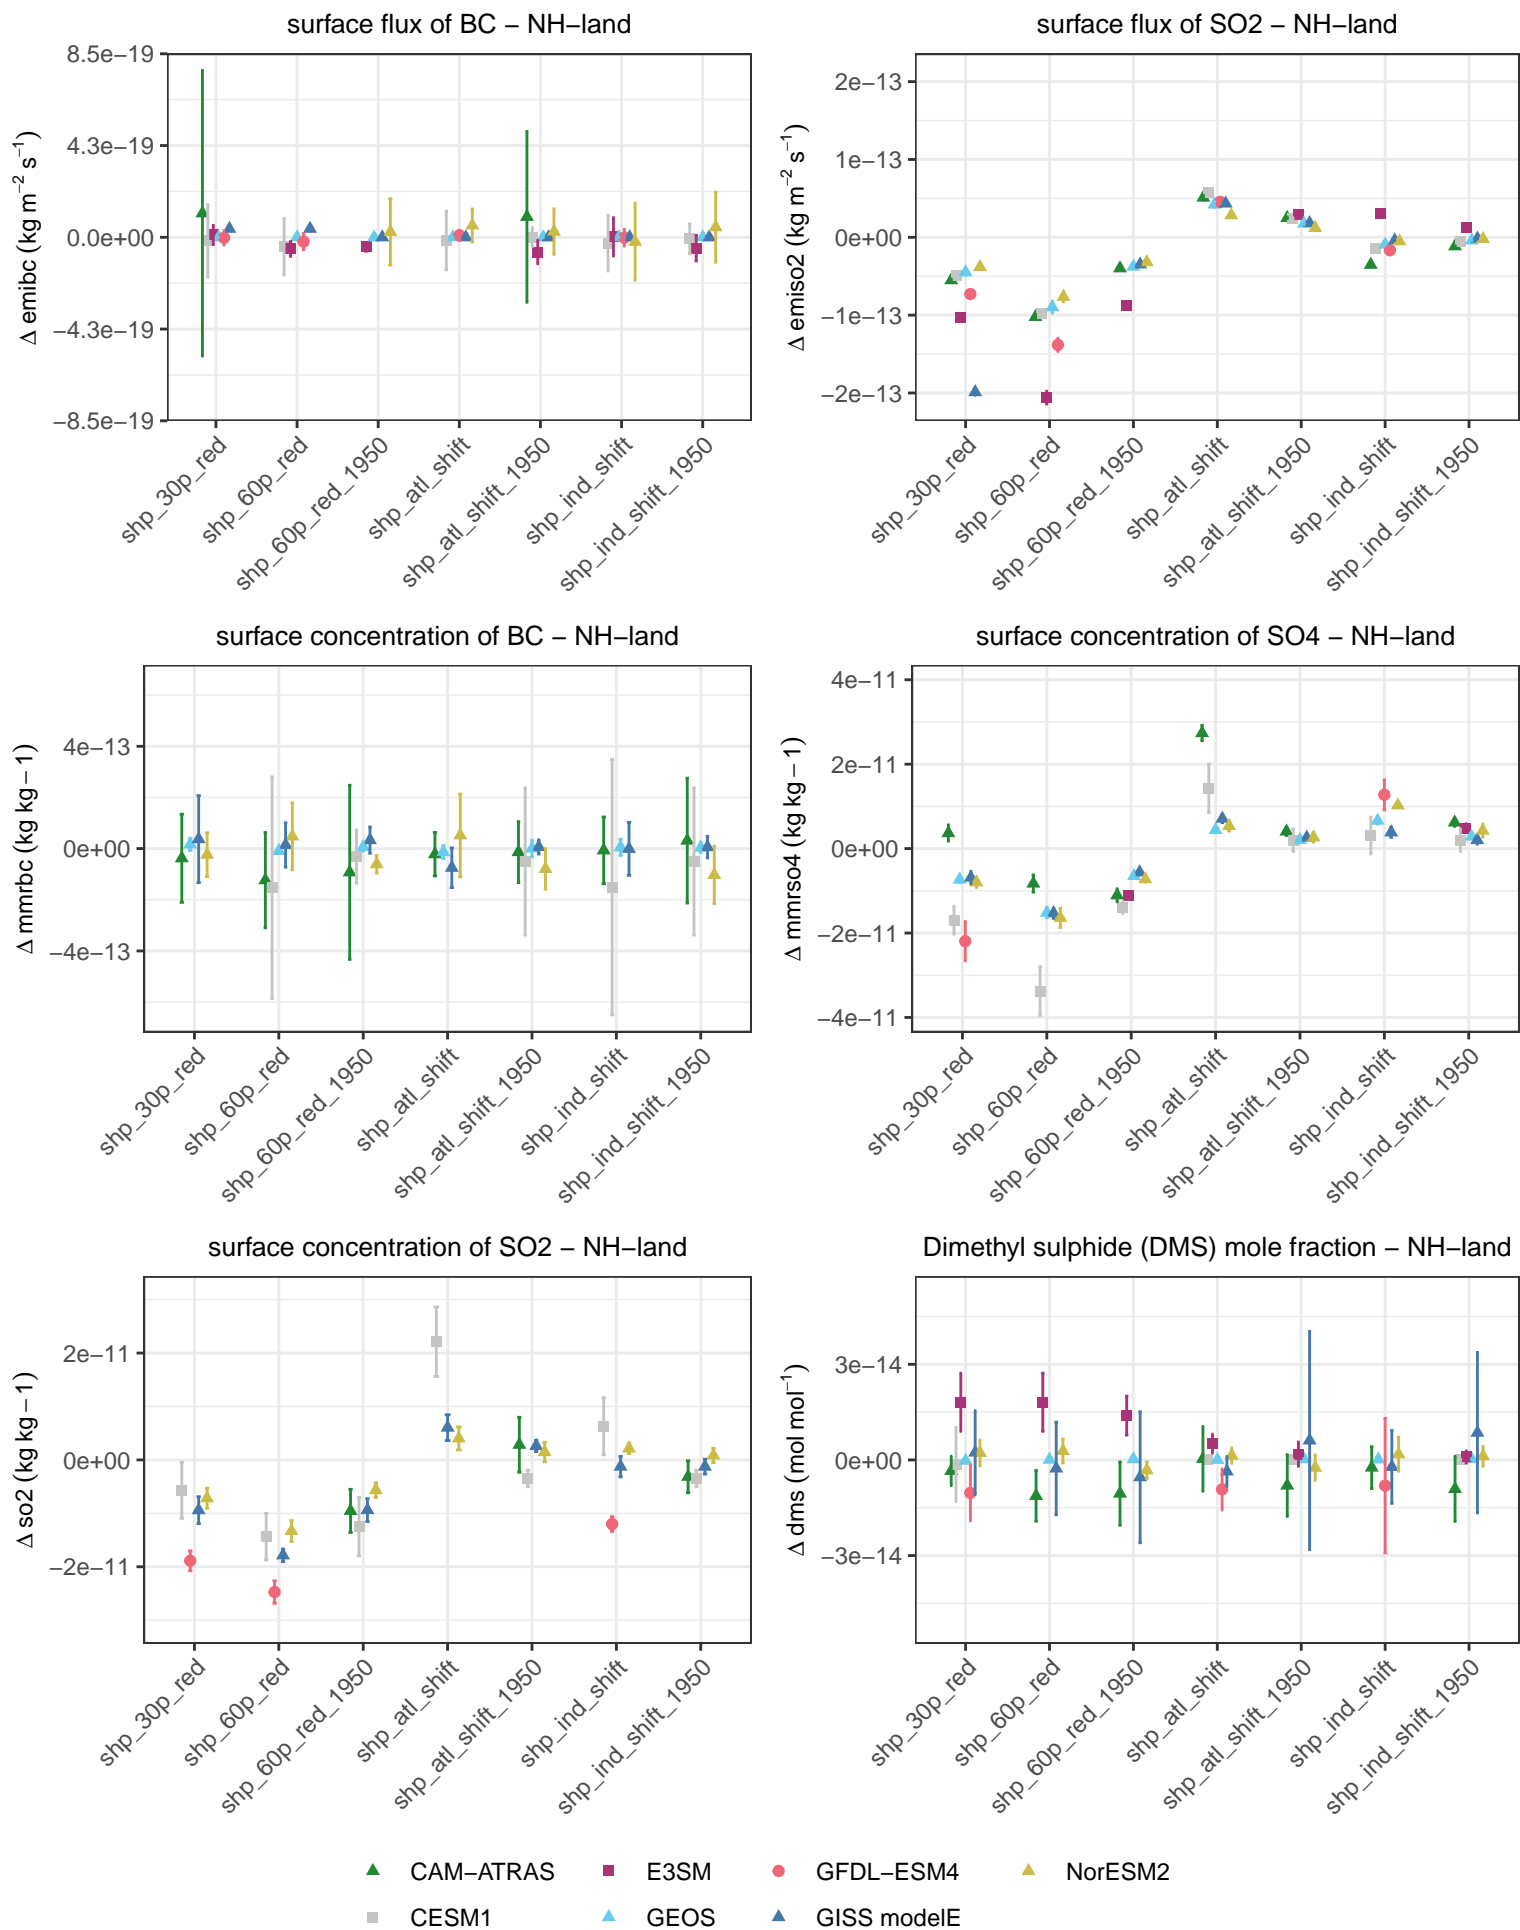 surface flux of BC − NH−land
8.5e−19
4.3e−19
0.0e+00
−4.3e−19
−8.5e−19
Δ emibc (kg m−2 s−1)
shp_30p_red
shp_60p_red
shp_60p_red_1950
shp_atl_shift
shp_atl_shift_1950
shp_ind_shift
shp_ind_shift_1950
surface flux of SO2 − NH−land
2e−13
1e−13
0e+00
−1e−13
−2e−13
Δ emiso2 (kg m−2 s−1)
shp_30p_red
shp_60p_red
shp_60p_red_1950
shp_atl_shift
shp_atl_shift_1950
shp_ind_shift
shp_ind_shift_1950
surface concentration of BC − NH−land
4e−13
0e+00
−4e−13
Δ mmrbc (kg kg − 1)
shp_30p_red
shp_60p_red
shp_60p_red_1950
shp_atl_shift
shp_atl_shift_1950
shp_ind_shift
shp_ind_shift_1950
surface concentration of SO4 − NH−land
4e−11
2e−11
0e+00
−2e−11
−4e−11
Δ mmrso4 (kg kg − 1)
shp_30p_red
shp_60p_red
shp_60p_red_1950
shp_atl_shift
shp_atl_shift_1950
shp_ind_shift
shp_ind_shift_1950
surface concentration of SO2 − NH−land
2e−11
0e+00
−2e−11
Δ so2 (kg kg − 1)
shp_30p_red
shp_60p_red
shp_60p_red_1950
shp_atl_shift
shp_atl_shift_1950
shp_ind_shift
shp_ind_shift_1950
Dimethyl sulphide (DMS) mole fraction − NH−land
3e−14
0e+00
−3e−14
Δ dms (mol mol−1)
shp_30p_red
shp_60p_red
shp_60p_red_1950
shp_atl_shift
shp_atl_shift_1950
shp_ind_shift
shp_ind_shift_1950
CAM−ATRAS E3SM GFDL−ESM4 NorESM2
CESM1 GEOS GISS modelE